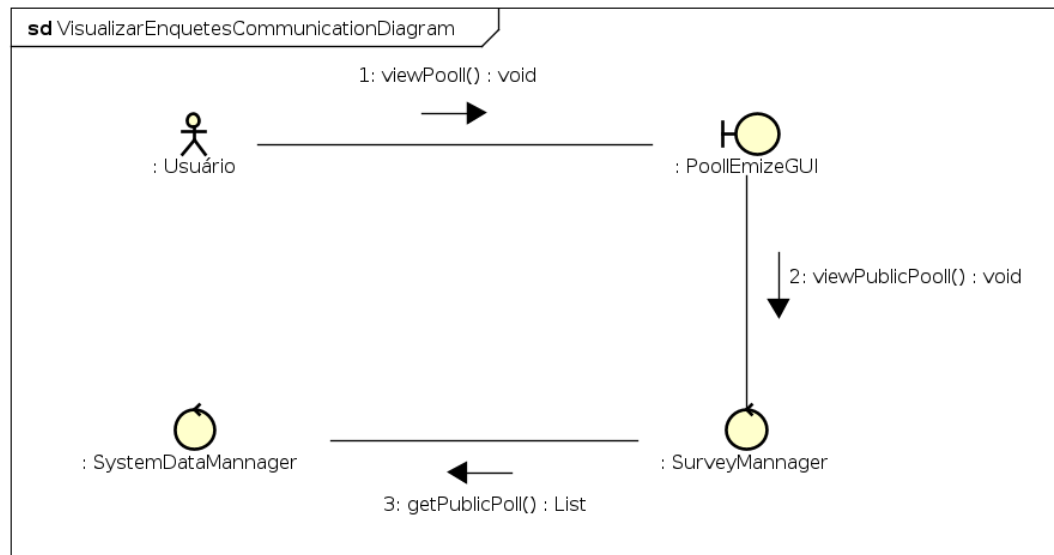 sd VisualizarEnquetesCommunicationDiagram
1: viewPooll() : void
: Usuário
: PoollEmizeGUI
2: viewPublicPooll() : void
: SystemDataMannager
: SurveyMannager
3: getPublicPoll() : List